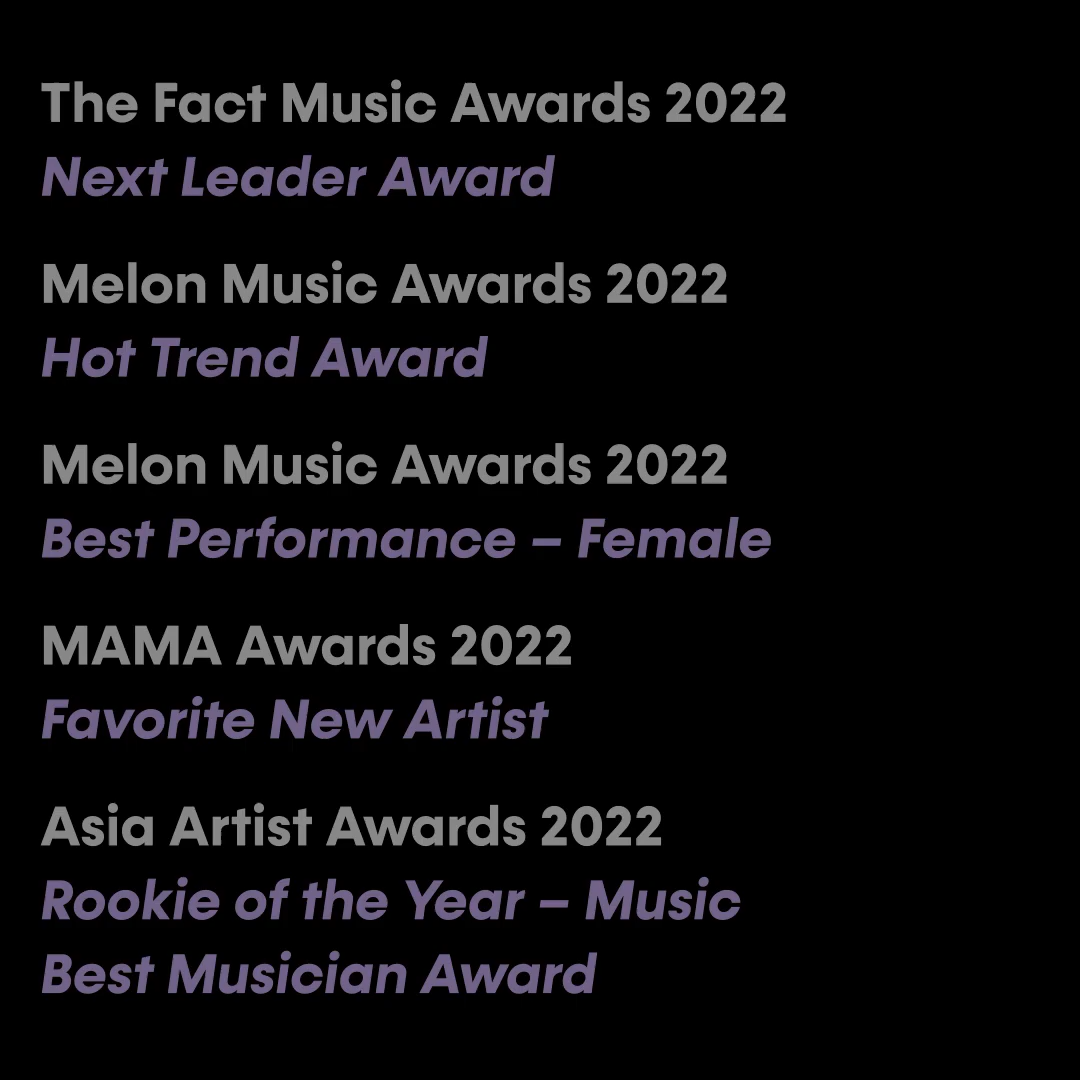 The Fact Music Awards 2022
Next Leader Award
Melon Music Awards 2022
Hot Trend Award
Melon Music Awards 2022
Best Performance – Female
MAMA Awards 2022
Favorite New Artist
Asia Artist Awards 2022
Rookie of the Year – Music
Best Musician Award